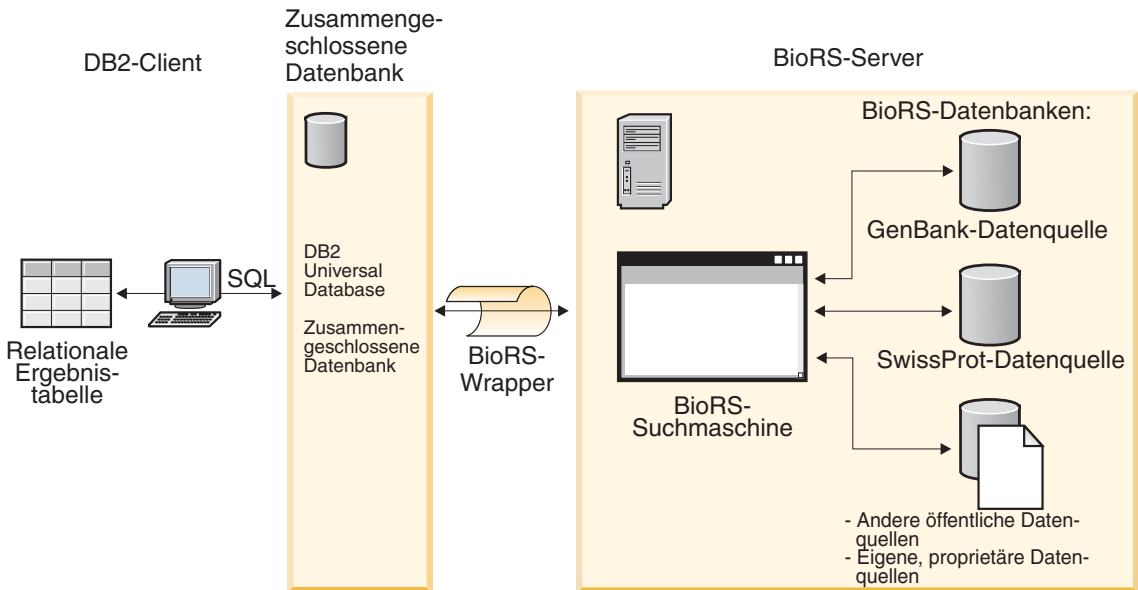 DB2-Client
Zusammenge-
schlossene
Datenbank
BioRS-Server
BioRS-Datenbanken:
GenBank-Datenquelle
SQL
DB2
Universal
Database
Zusammen-
geschlossene
Datenbank
Relationale
Ergebnis-
tabelle
BioRS-
Wrapper
BioRS-
Suchmaschine
SwissProt-Datenquelle
- Andere öffentliche Daten-
quellen
- Eigene, proprietäre Daten-
quellen